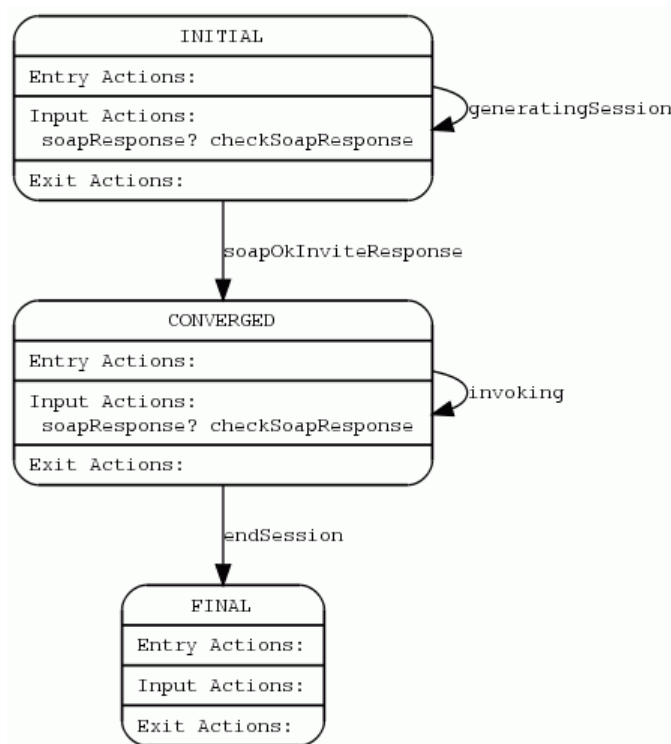 INITIAL
Entry Actions:
generatingSession
Input Actions:
soapResponse? checkSoapResponse
Exit Actions:
soapOkInviteResponse
CONVERGED
Entry Actions:
invoking
Input Actions:
soapResponse? checkSoapResponse
Exit Actions:
endSession
FINAL
Entry Actions:
Input Actions:
Exit Actions: